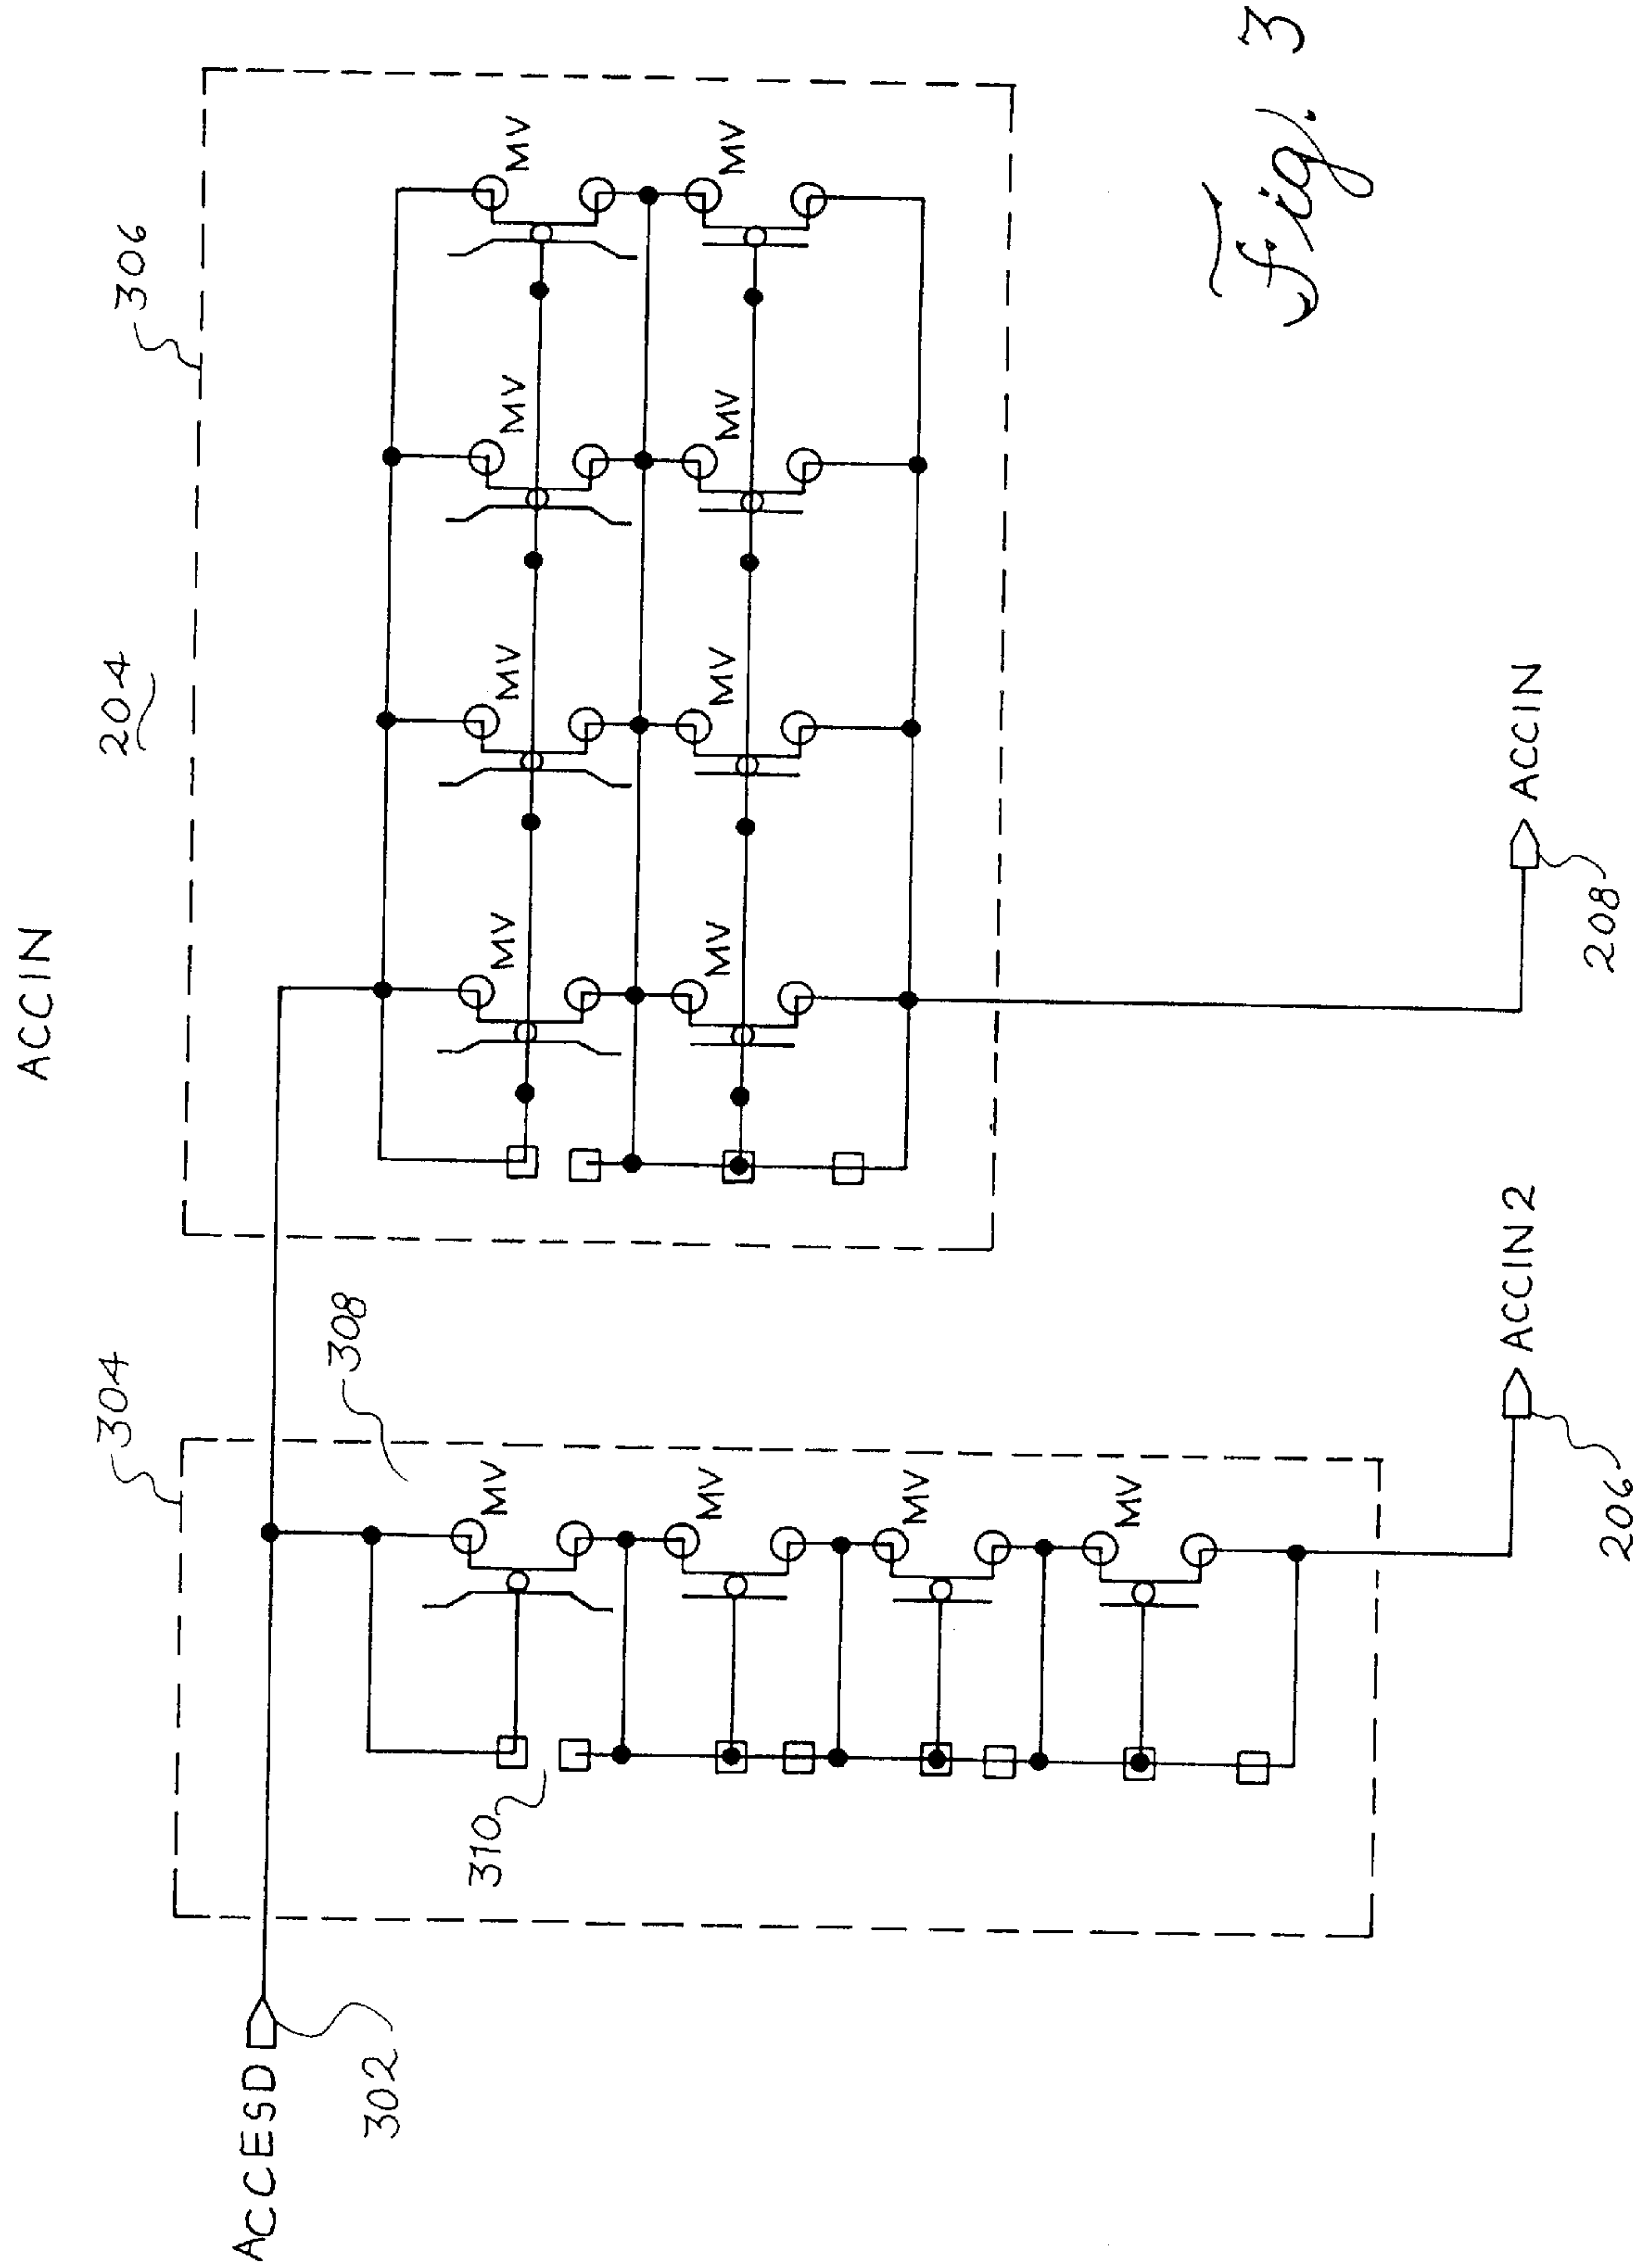 ACCIN
204
306
MV
MV
MV
MV
MV
MV
MV
MV
304
308
MV
MV
MV
MV
310
ACCESD
302
ACCIN
208
ACCIN2
206
Fig. 3